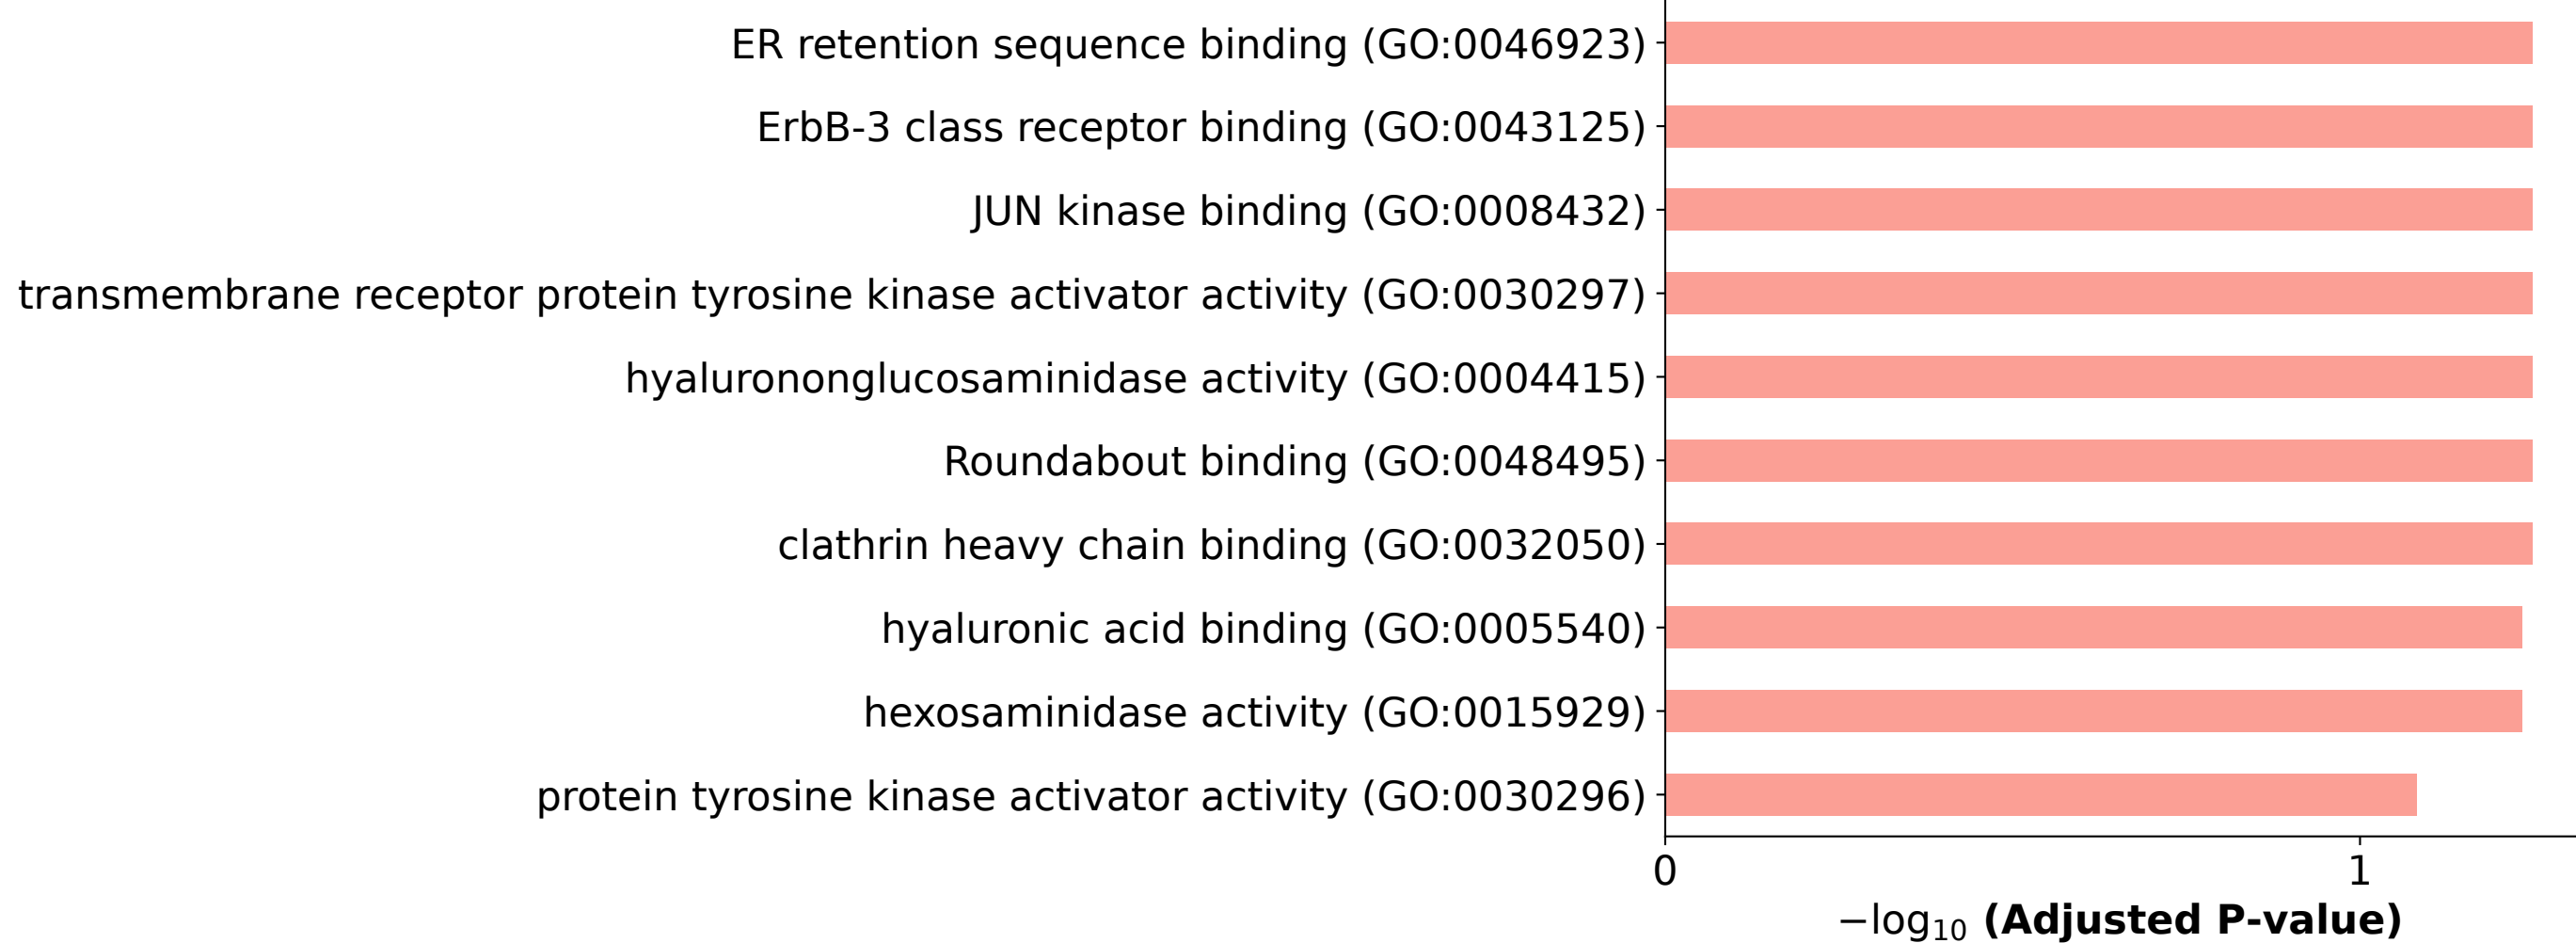 ER retention sequence binding (GO:0046923)
ErbB-3 class receptor binding (GO:0043125)
JUN kinase binding (GO:0008432)
transmembrane receptor protein tyrosine kinase activator activity (GO:0030297)
hyalurononglucosaminidase activity (GO:0004415)
Roundabout binding (GO:0048495)
clathrin heavy chain binding (GO:0032050)
hyaluronic acid binding (GO:0005540)
hexosaminidase activity (GO:0015929)
protein tyrosine kinase activator activity (GO:0030296)
0 1
−log₁₀ (Adjusted P-value)